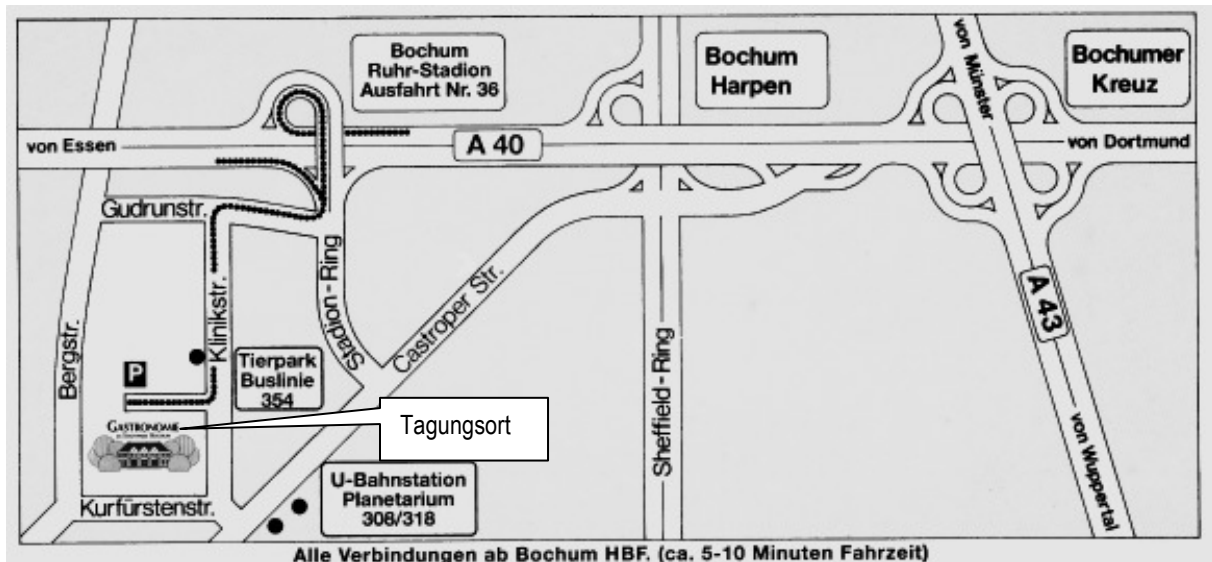 Bochum
Ruhr-Stadion
Ausfahrt Nr. 36
Bochum
Harpen
von Münster
Bochumer
Kreuz
von Essen
A 40
von Dortmund
Gudrunstr.
Bergstr.
Klinikstr.
Stadion-Ring
Castroper Str.
Sheffield-Ring
A 43
von Wuppertal
P
Tierpark
Buslinie
354
GASTRONOMIE
Tagungsort
U-Bahnstation
Planetarium
308/318
Kurfürstenstr.
Alle Verbindungen ab Bochum HBF. (ca. 5-10 Minuten Fahrzeit)